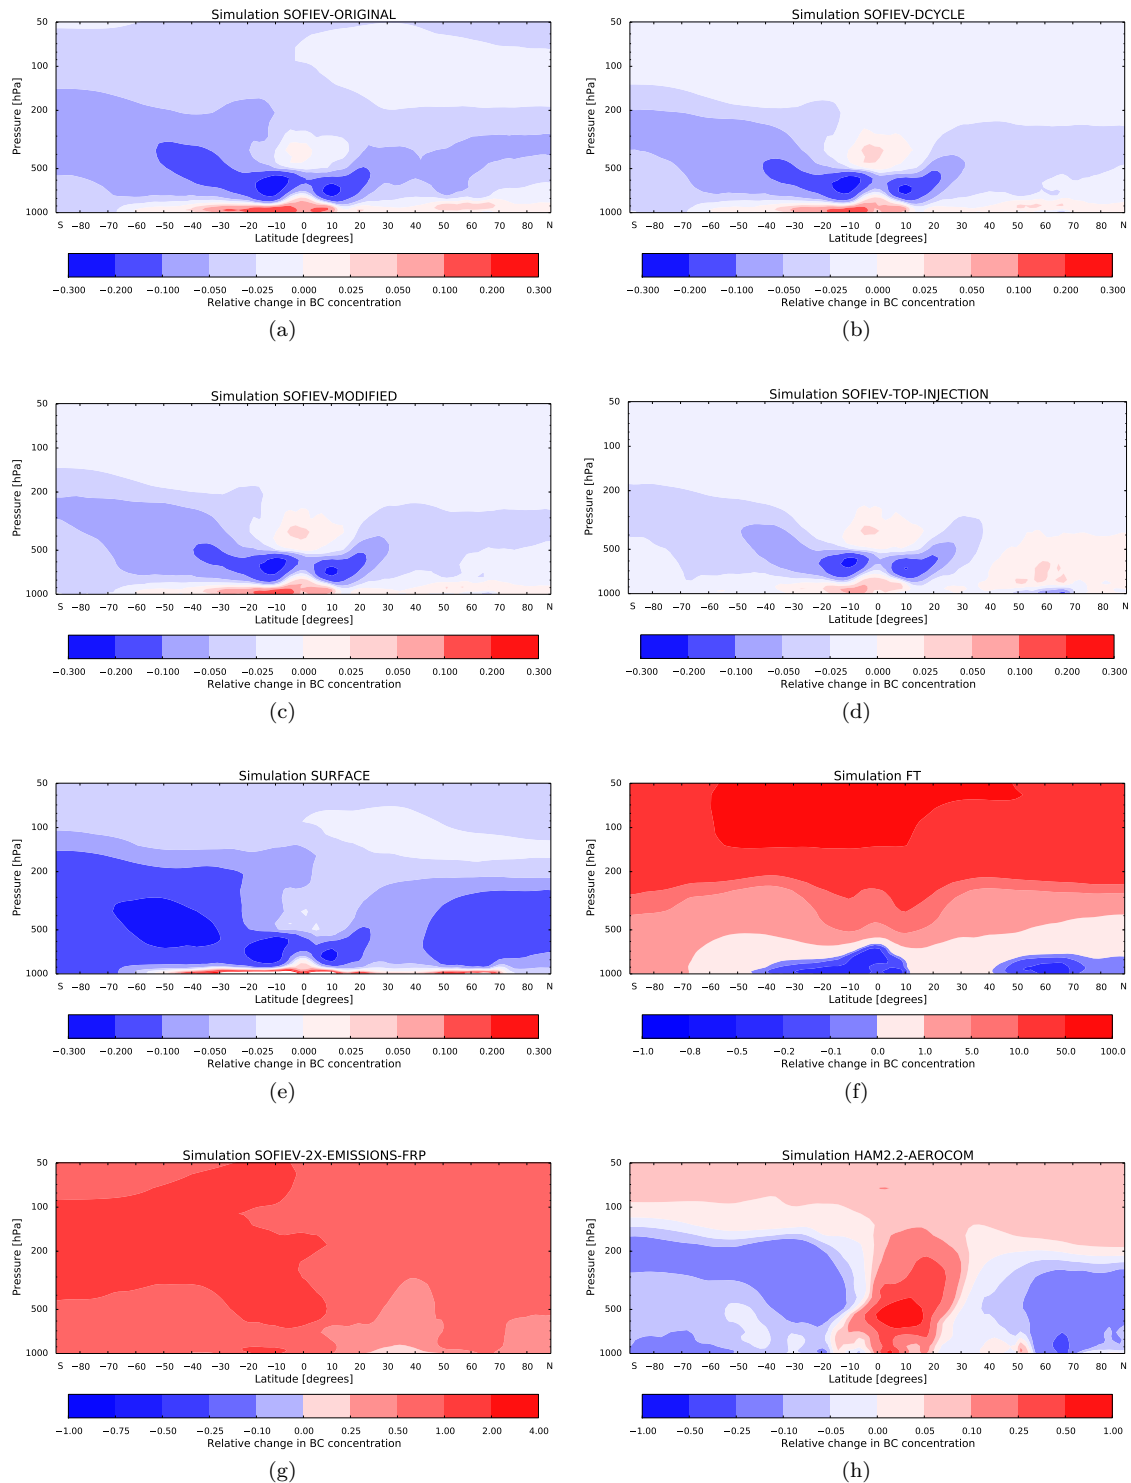 Simulation SOFIEV-ORIGINAL
50
100
200
500
1000
Pressure [hPa]
S −80 −70 −60 −50 −40 −30 −20 −10 0 10 20 30 40 50 60 70 80 N
Latitude [degrees]
−0.300 −0.200 −0.100 −0.050 −0.025 0.000 0.025 0.050 0.100 0.200 0.300
Relative change in BC concentration
(a)
Simulation SOFIEV-DCYCLE
50
100
200
500
1000
Pressure [hPa]
S −80 −70 −60 −50 −40 −30 −20 −10 0 10 20 30 40 50 60 70 80 N
Latitude [degrees]
−0.300 −0.200 −0.100 −0.050 −0.025 0.000 0.025 0.050 0.100 0.200 0.300
Relative change in BC concentration
(b)
Simulation SOFIEV-MODIFIED
50
100
200
500
1000
Pressure [hPa]
S −80 −70 −60 −50 −40 −30 −20 −10 0 10 20 30 40 50 60 70 80 N
Latitude [degrees]
−0.300 −0.200 −0.100 −0.050 −0.025 0.000 0.025 0.050 0.100 0.200 0.300
Relative change in BC concentration
(c)
Simulation SOFIEV-TOP-INJECTION
50
100
200
500
1000
Pressure [hPa]
S −80 −70 −60 −50 −40 −30 −20 −10 0 10 20 30 40 50 60 70 80 N
Latitude [degrees]
−0.300 −0.200 −0.100 −0.050 −0.025 0.000 0.025 0.050 0.100 0.200 0.300
Relative change in BC concentration
(d)
Simulation SURFACE
50
100
200
500
1000
Pressure [hPa]
S −80 −70 −60 −50 −40 −30 −20 −10 0 10 20 30 40 50 60 70 80 N
Latitude [degrees]
−0.300 −0.200 −0.100 −0.050 −0.025 0.000 0.025 0.050 0.100 0.200 0.300
Relative change in BC concentration
(e)
Simulation FT
50
100
200
500
1000
Pressure [hPa]
S −80 −70 −60 −50 −40 −30 −20 −10 0 10 20 30 40 50 60 70 80 N
Latitude [degrees]
−1.0 −0.8 −0.5 −0.2 −0.1 0.0 1.0 5.0 10.0 50.0 100.0
Relative change in BC concentration
(f)
Simulation SOFIEV-2X-EMISSIONS-FRP
50
100
200
500
1000
Pressure [hPa]
S −80 −70 −60 −50 −40 −30 −20 −10 0 10 20 30 40 50 60 70 80 N
Latitude [degrees]
−1.00 −0.75 −0.50 −0.25 −0.10 0.00 0.25 0.50 1.00 2.00 4.00
Relative change in BC concentration
(g)
Simulation HAM2.2-AEROCOM
50
100
200
500
1000
Pressure [hPa]
S −80 −70 −60 −50 −40 −30 −20 −10 0 10 20 30 40 50 60 70 80 N
Latitude [degrees]
−1.00 −0.50 −0.25 −0.10 −0.05 0.00 0.05 0.10 0.25 0.50 1.00
Relative change in BC concentration
(h)